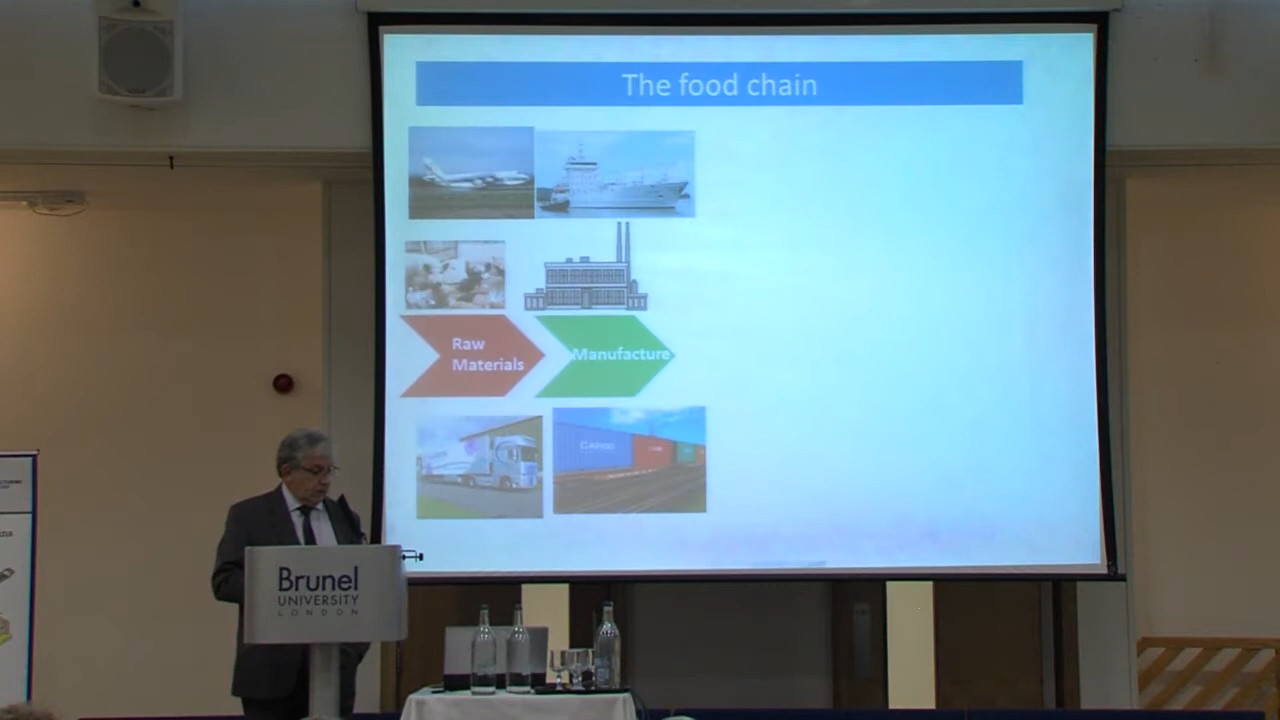 The food chain
Raw
Materials
Manufacture
CARGO
Brunel
UNIVERSITY
LONDON